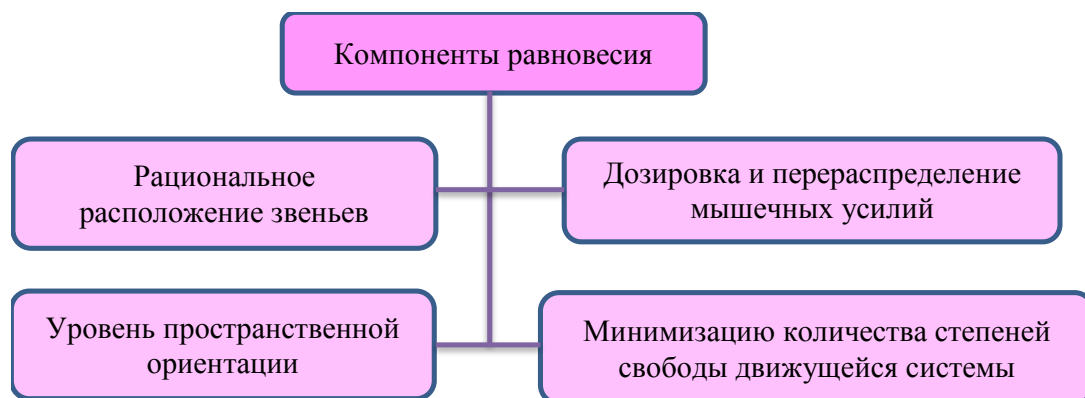 Компоненты равновесия
Рациональное
расположение звеньев
Дозировка и перераспределение
мышечных усилий
Уровень пространственной
ориентации
Минимизацию количества степеней
свободы движущейся системы